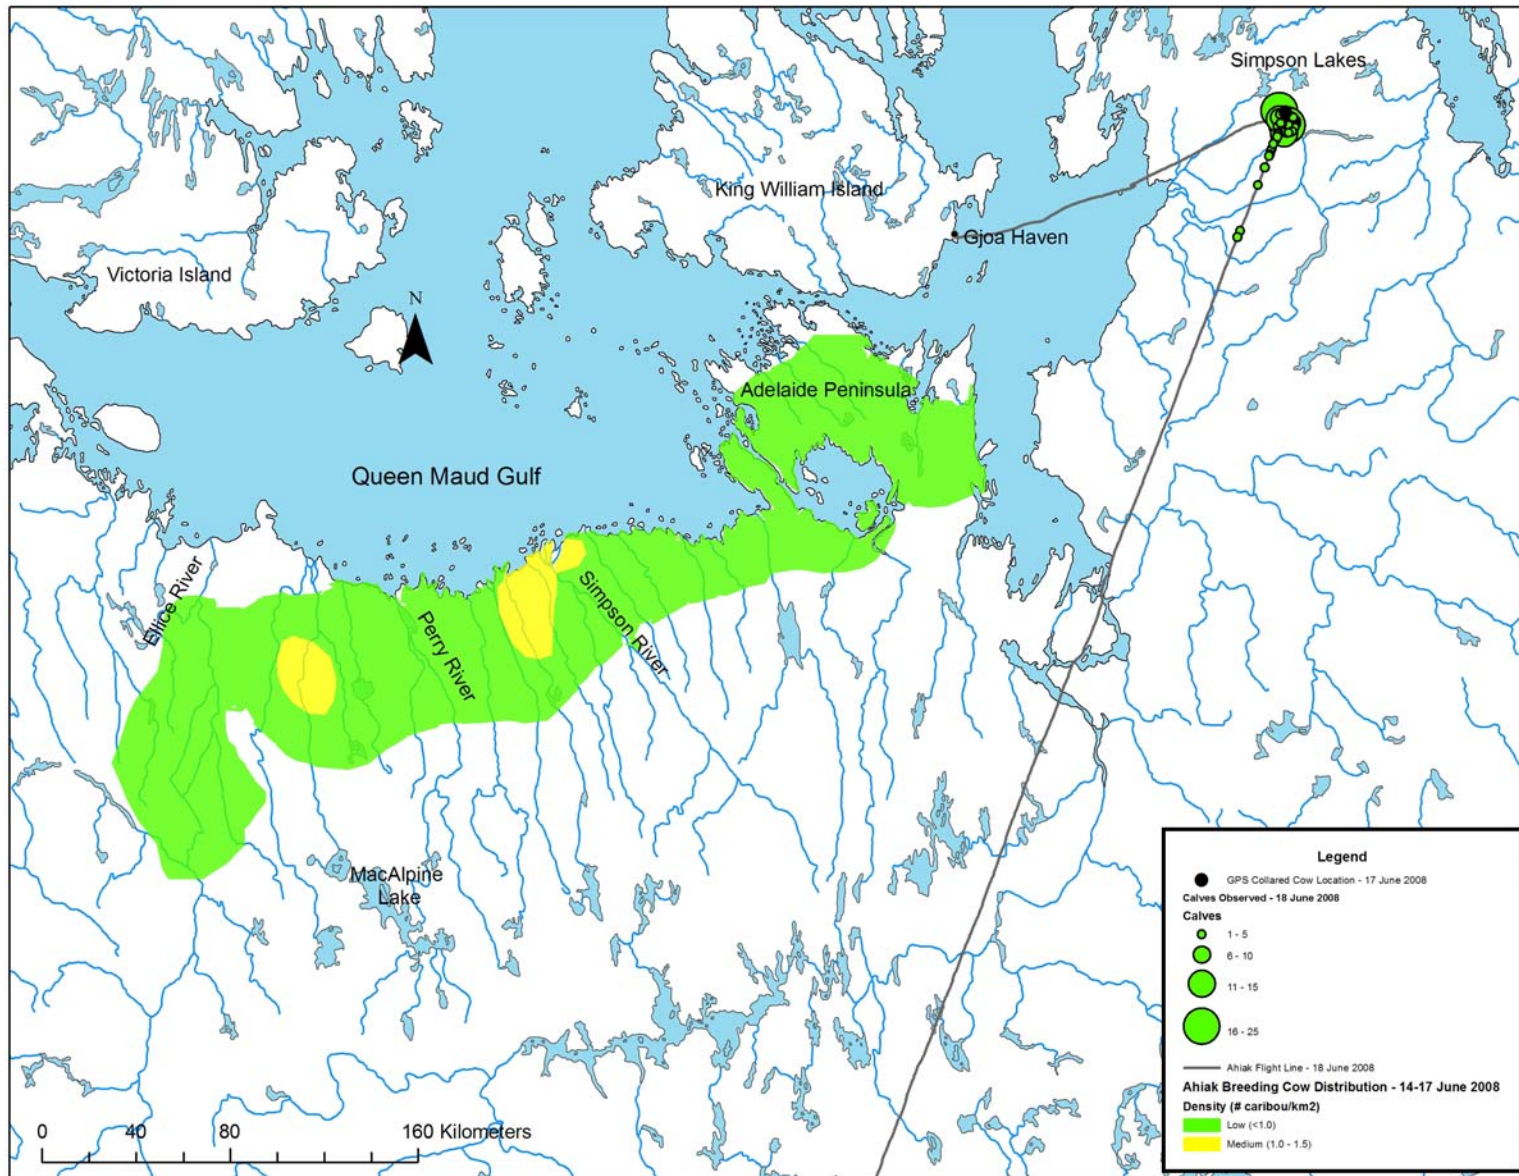 Simpson Lakes
King William Island
Gjoa Haven
Victoria Island
N
Adelaide Peninsula
Queen Maud Gulf
Ellice River
Perry River
Simpson River
MacAlpine
Lake
0 40 80 160 Kilometers
Legend
GPS Collared Cow Location - 17 June 2008
Calves Observed - 18 June 2008
Calves
1 - 5
6 - 10
11 - 15
16 - 25
Ahiak Flight Line - 18 June 2008
Ahiak Breeding Cow Distribution - 14-17 June 2008
Density (# caribou/km2)
Low (<1.0)
Medium (1.0 - 1.5)